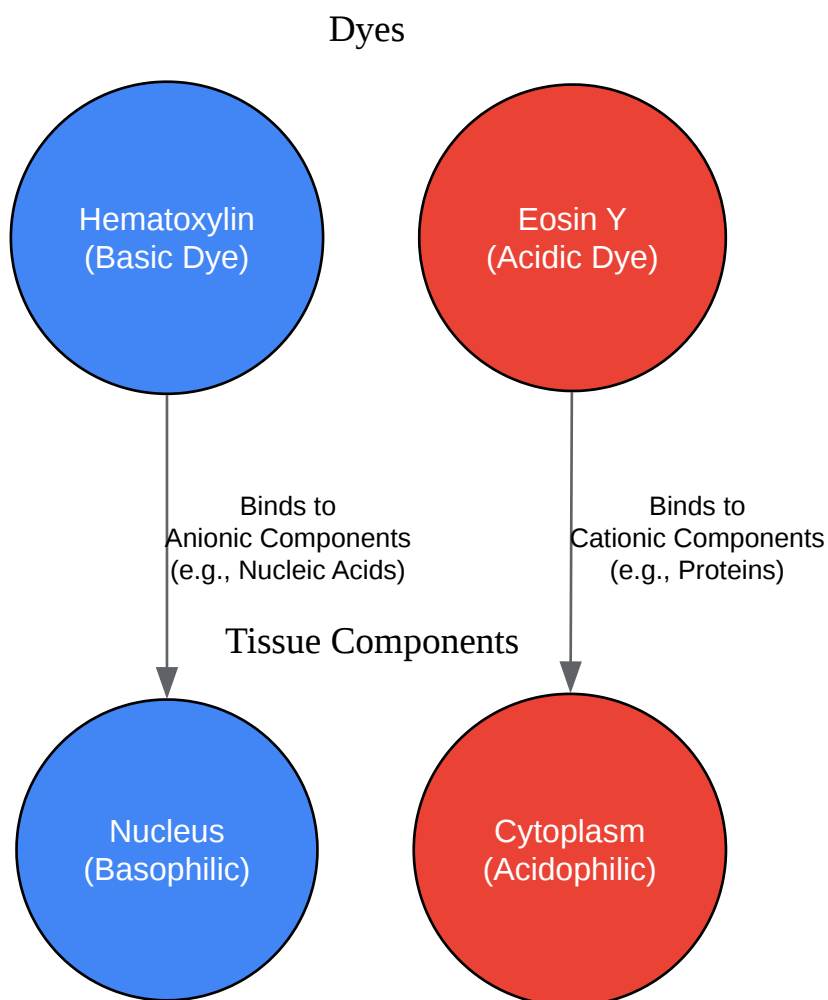 Dyes
Hematoxylin
(Basic Dye)
Eosin Y
(Acidic Dye)
Binds to
Anionic Components
(e.g., Nucleic Acids)
Binds to
Cationic Components
(e.g., Proteins)
Tissue Components
Nucleus
(Basophilic)
Cytoplasm
(Acidophilic)